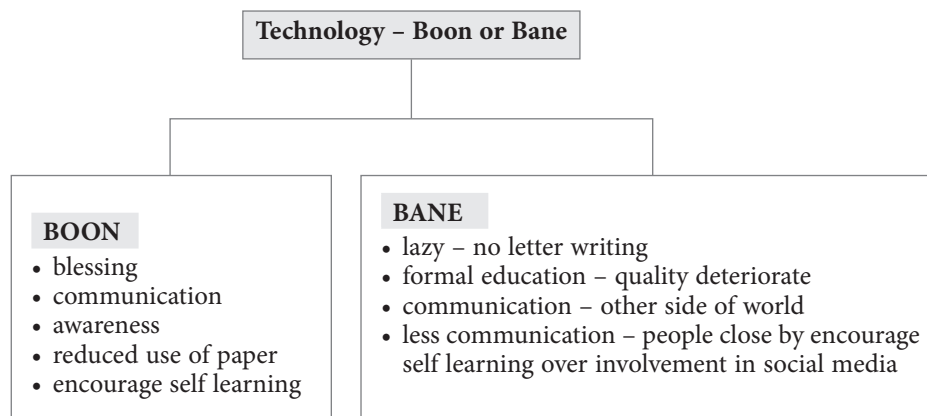 Technology – Boon or Bane
BOON
• blessing
• communication
• awareness
• reduced use of paper
• encourage self learning
BANE
• lazy – no letter writing
• formal education – quality deteriorate
• communication – other side of world
• less communication – people close by encourage
self learning over involvement in social media